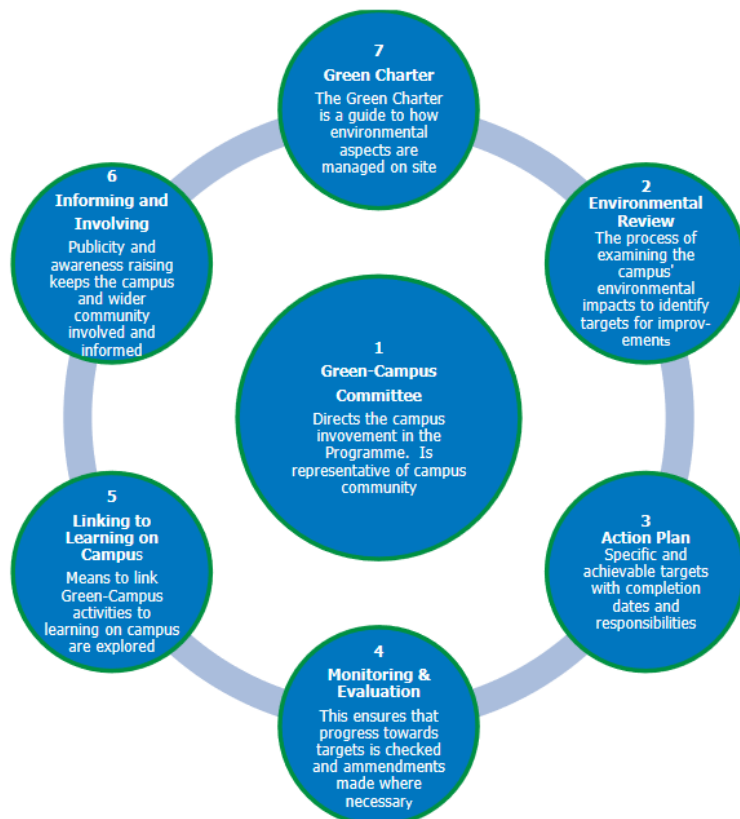 1
Green-Campus
Committee
Directs the campus
invovement in the
Programme. Is
representative of campus
community
2
Environmental
Review
The process of
examining the
campus'
environmental
impacts to identify
targets for improv-
ements
3
Action Plan
Specific and
achievable targets
with completion
dates and
responsibilities
4
Monitoring &
Evaluation
This ensures that
progress towards
targets is checked
and ammendments
made where
necessary
5
Linking to
Learning on
Campus
Means to link
Green-Campus
activities to
learning on campus
are explored
6
Informing and
Involving
Publicity and
awareness raising
keeps the campus
and wider
community
involved and
informed
7
Green Charter
The Green Charter
is a guide to how
environmental
aspects are
managed on site